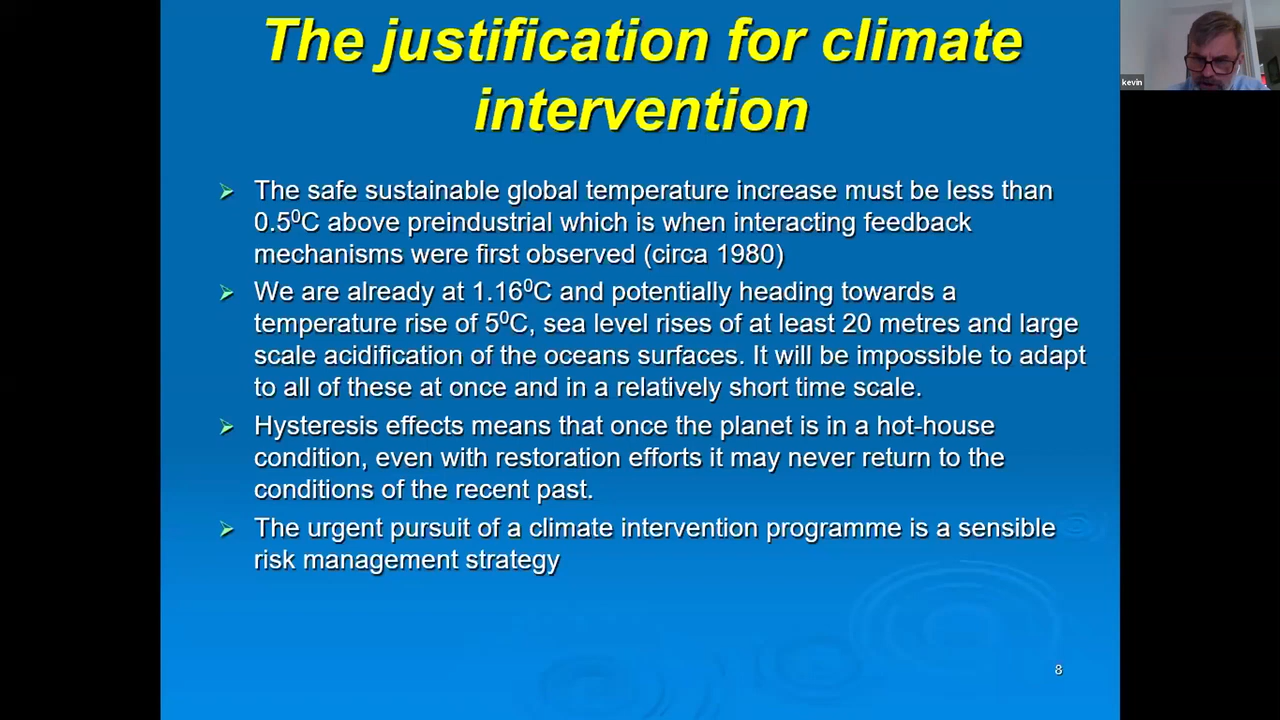 The justification for climate
intervention
kevin
The safe sustainable global temperature increase must be less than
0.5⁰C above preindustrial which is when interacting feedback
mechanisms were first observed (circa 1980)
We are already at 1.16⁰C and potentially heading towards a
temperature rise of 5⁰C, sea level rises of at least 20 metres and large
scale acidification of the oceans surfaces. It will be impossible to adapt
to all of these at once and in a relatively short time scale.
Hysteresis effects means that once the planet is in a hot-house
condition, even with restoration efforts it may never return to the
conditions of the recent past.
The urgent pursuit of a climate intervention programme is a sensible
risk management strategy
8